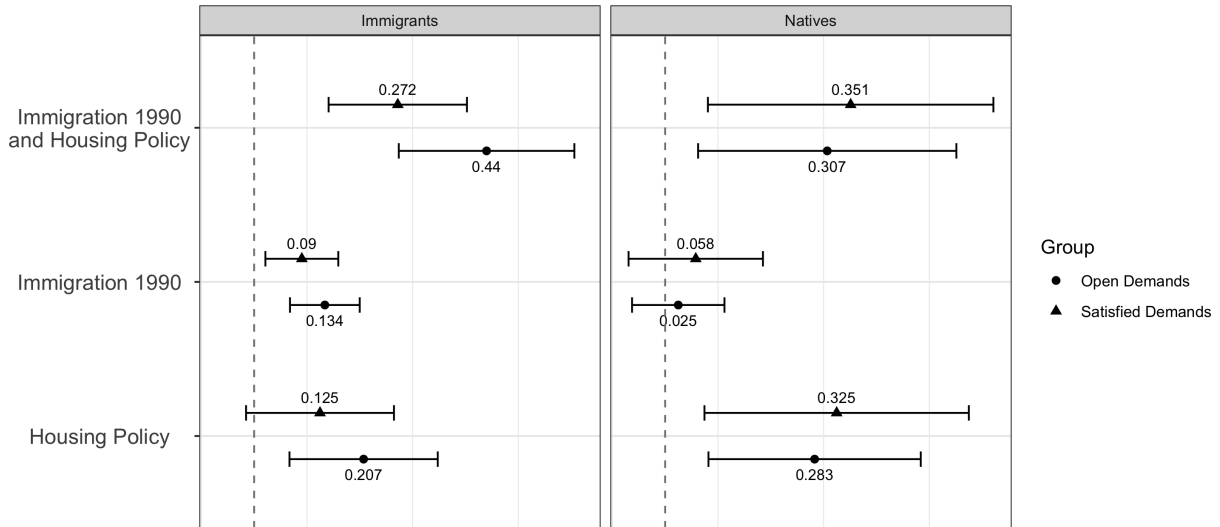 Immigrants
Natives
Immigration 1990
and Housing Policy
0.272
0.44
0.351
0.307
Immigration 1990
0.09
0.134
0.058
0.025
Housing Policy
0.125
0.207
0.325
0.283
Group
Open Demands
Satisfied Demands